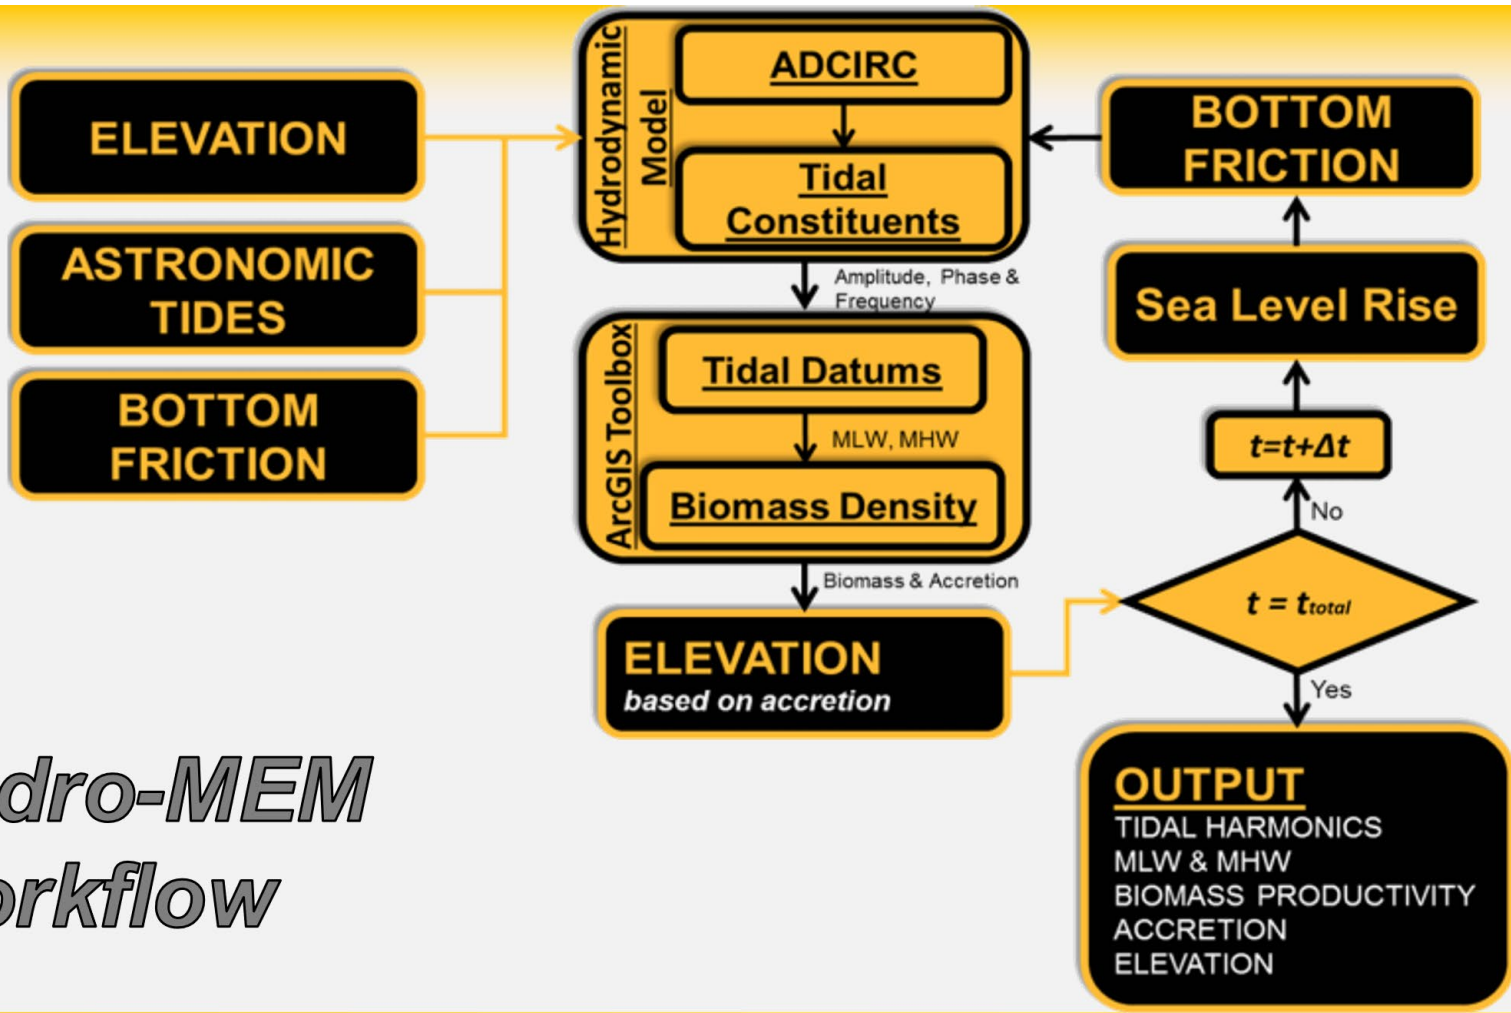 ELEVATION
ASTRONOMIC
TIDES
BOTTOM
FRICTION
Hydrodynamic
Model
ADCIRC
Tidal
Constituents
Amplitude, Phase &
Frequency
ArcGIS Toolbox
Tidal Datums
MLW, MHW
Biomass Density
Biomass & Accretion
ELEVATION
based on accretion
BOTTOM
FRICTION
Sea Level Rise
t=t+Δt
No
t = ttotal
Yes
OUTPUT
TIDAL HARMONICS
MLW & MHW
BIOMASS PRODUCTIVITY
ACCRETION
ELEVATION
dro-MEM
orkflow